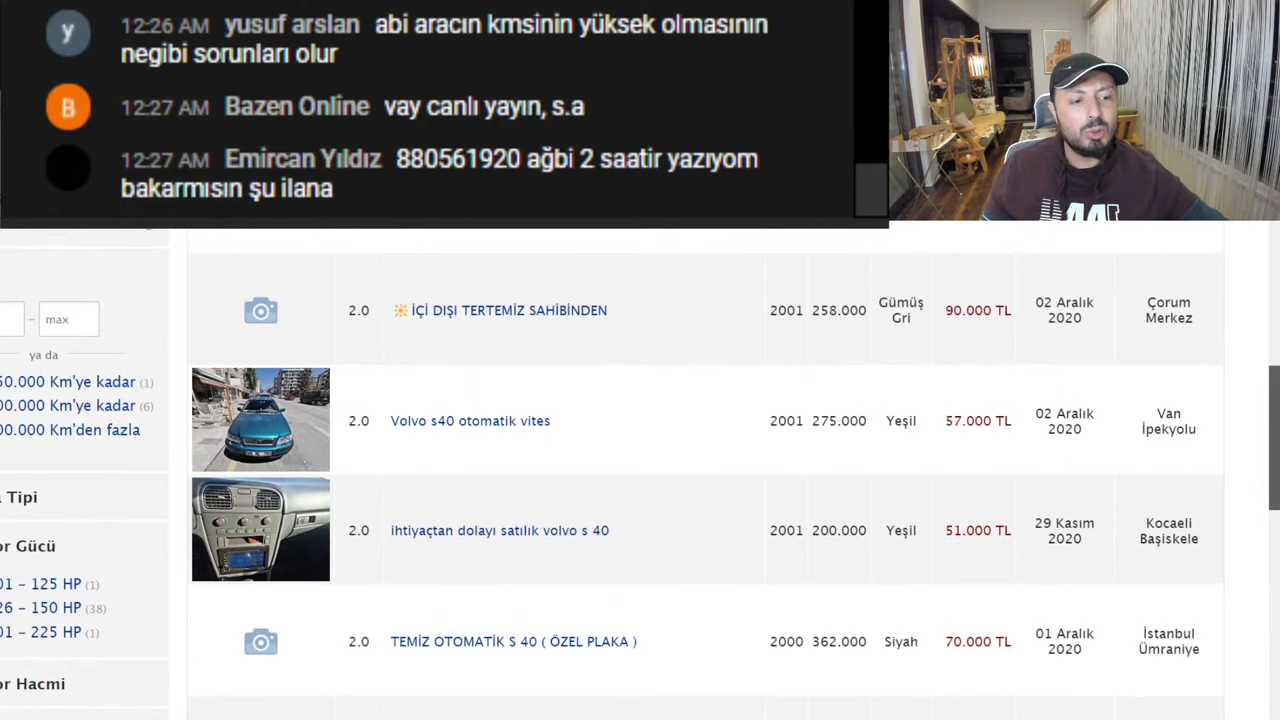 y
12:26 AM yusuf arslan abi aracın kmsinin yüksek olmasının
negibi sorunları olur
B
12:27 AM Bazen Online vay canlı yayın, s.a
12:27 AM Emircan Yıldız 880561920 ağbi 2 saatir yazıyom
bakarmısın şu ilana
max
ya da
50.000 Km'ye kadar (1)
00.000 Km'ye kadar (6)
00.000 Km'den fazla
Tipi
or Gücü
01 – 125 HP (1)
26 – 150 HP (38)
01 – 225 HP (1)
or Hacmi
2.0 İÇİ DIŞI TERTEMİZ SAHİBİNDEN 2001 258.000 Gümüş Gri 90.000 TL 02 Aralık 2020 Çorum Merkez
2.0 Volvo s40 otomatik vites 2001 275.000 Yeşil 57.000 TL 02 Aralık 2020 Van İpekyolu
2.0 ihtiyaçtan dolayı satılık volvo s 40 2001 200.000 Yeşil 51.000 TL 29 Kasım 2020 Kocaeli Başiskele
2.0 TEMİZ OTOMATİK S 40 ( ÖZEL PLAKA ) 2000 362.000 Siyah 70.000 TL 01 Aralık 2020 İstanbul Ümraniye